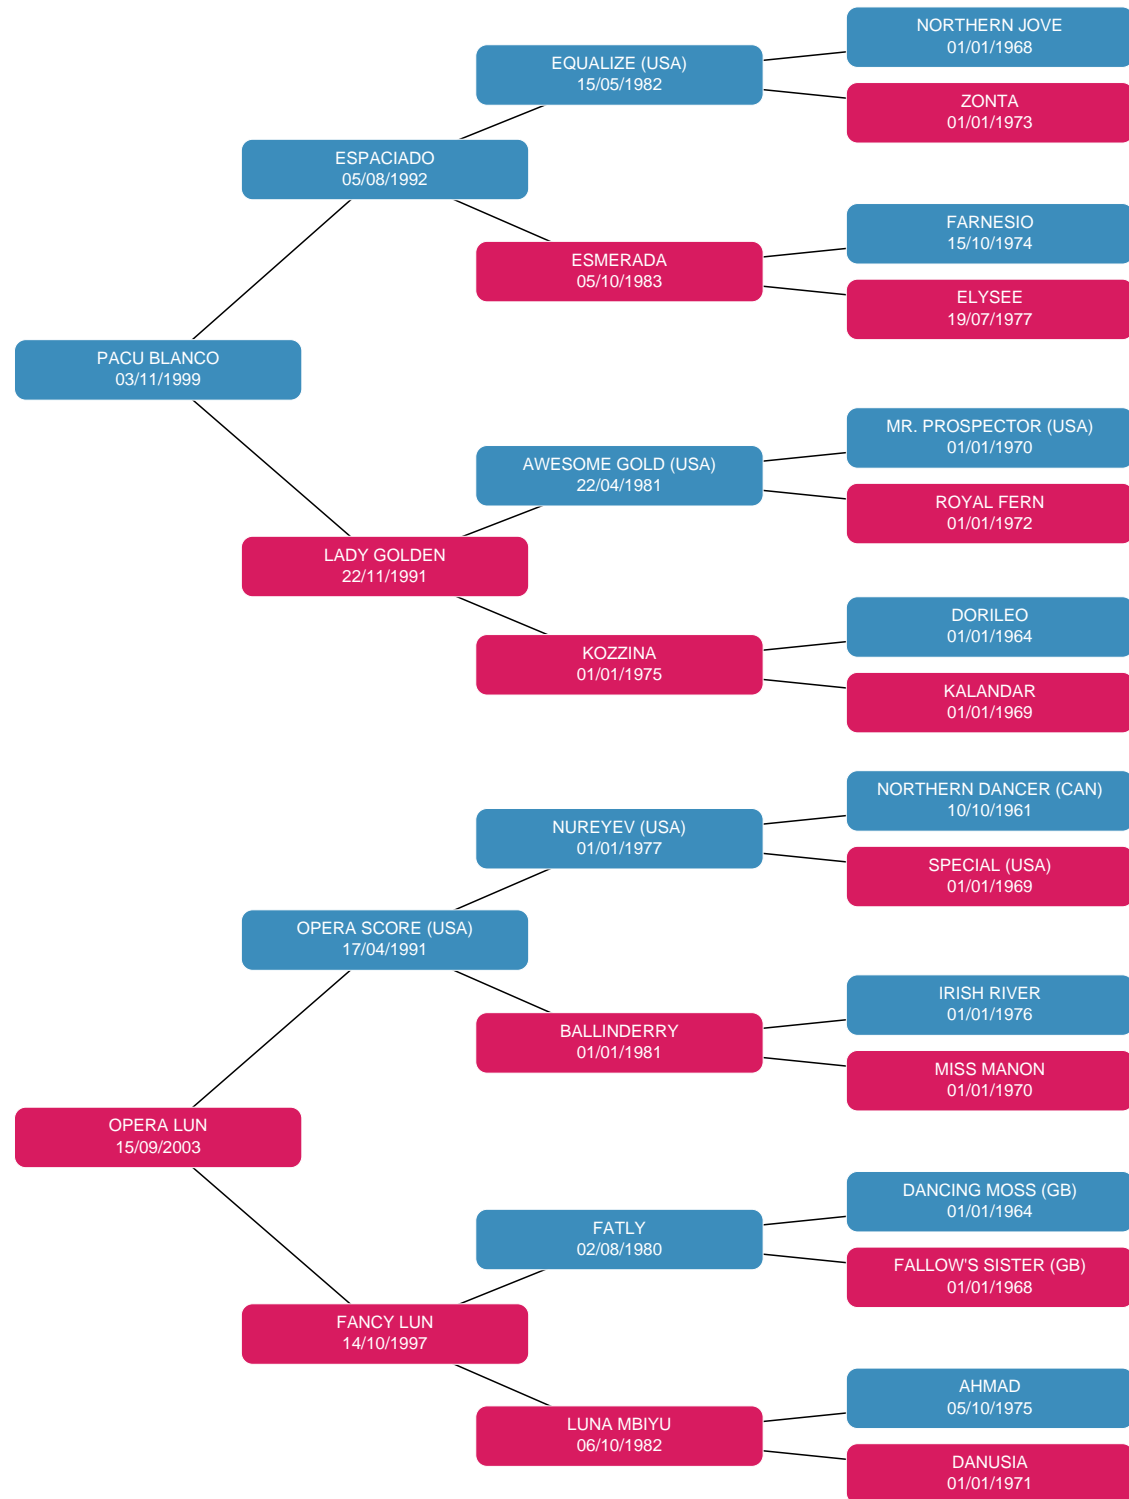 NORTHERN JOVE
01/01/1968
EQUALIZE (USA)
15/05/1982
ZONTA
01/01/1973
ESPACIADO
05/08/1992
FARNESIO
15/10/1974
ESMERADA
05/10/1983
ELYSEE
19/07/1977
PACU BLANCO
03/11/1999
MR. PROSPECTOR (USA)
01/01/1970
AWESOME GOLD (USA)
22/04/1981
ROYAL FERN
01/01/1972
LADY GOLDEN
22/11/1991
DORILEO
01/01/1964
KOZZINA
01/01/1975
KALANDAR
01/01/1969
NORTHERN DANCER (CAN)
10/10/1961
NUREYEV (USA)
01/01/1977
SPECIAL (USA)
01/01/1969
OPERA SCORE (USA)
17/04/1991
IRISH RIVER
01/01/1976
BALLINDERRY
01/01/1981
MISS MANON
01/01/1970
OPERA LUN
15/09/2003
DANCING MOSS (GB)
01/01/1964
FATLY
02/08/1980
FALLOW'S SISTER (GB)
01/01/1968
FANCY LUN
14/10/1997
AHMAD
05/10/1975
LUNA MBIYU
06/10/1982
DANUSIA
01/01/1971